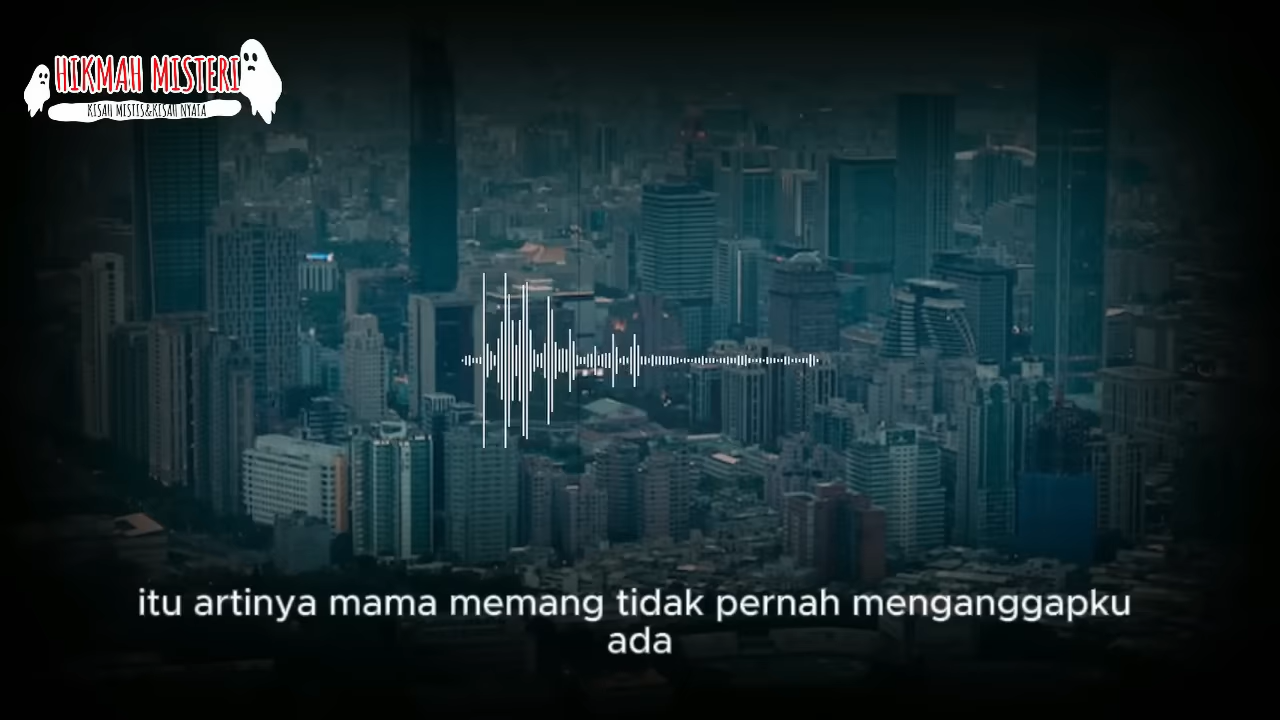 HIKMAH MISTERI
KISAH MISTIS&KISAH NYATA
itu artinya mama memang tidak pernah menganggapku
ada